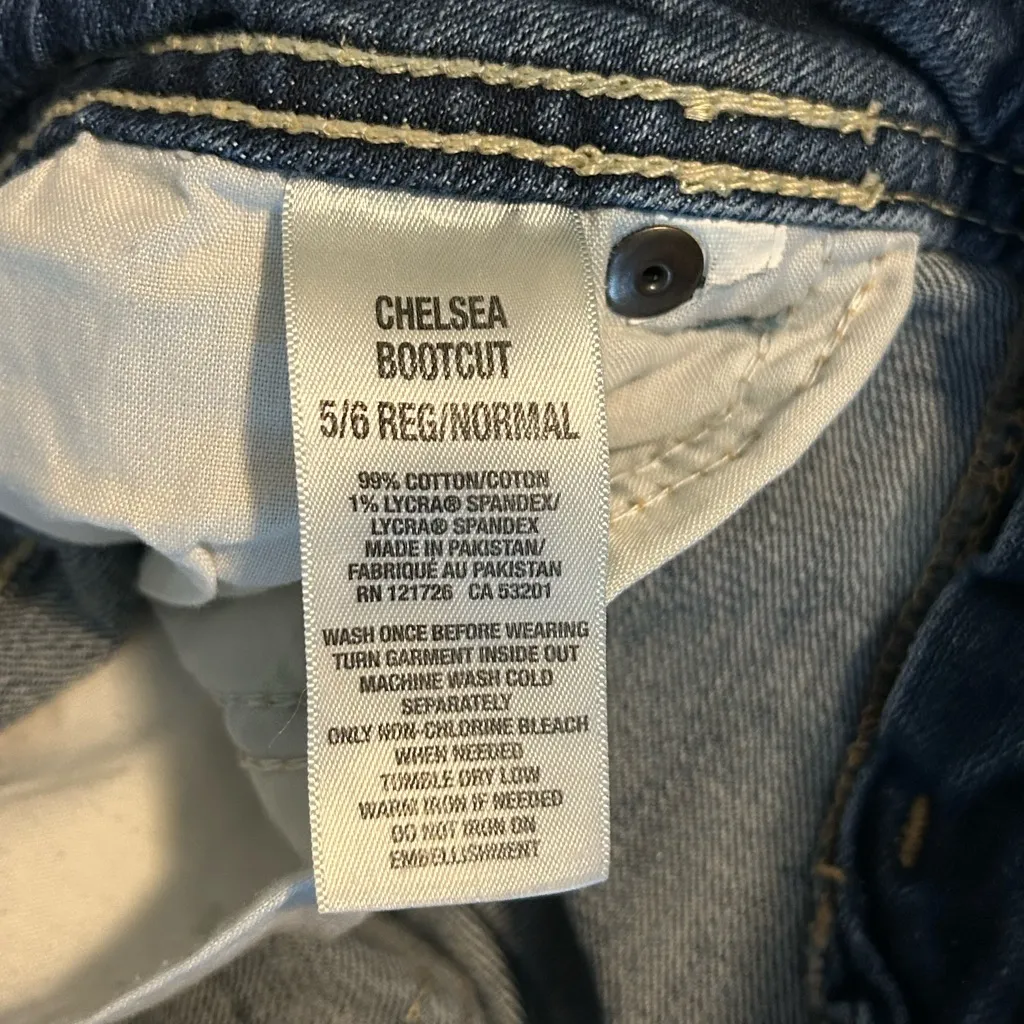 CHELSEA
BOOTCUT
5/6 REG/NORMAL
99% COTTON/COTON
1% LYCRA® SPANDEX/
LYCRA® SPANDEX
MADE IN PAKISTAN/
FABRIQUÉ AU PAKISTAN
RN 121726 CA 53201
WASH ONCE BEFORE WEARING
TURN GARMENT INSIDE OUT
MACHINE WASH COLD
SEPARATELY
ONLY NON-CHLORINE BLEACH
WHEN NEEDED
TUMBLE DRY LOW
WARM IRON IF NEEDED
DO NOT IRON ON
EMBELLISHMENT